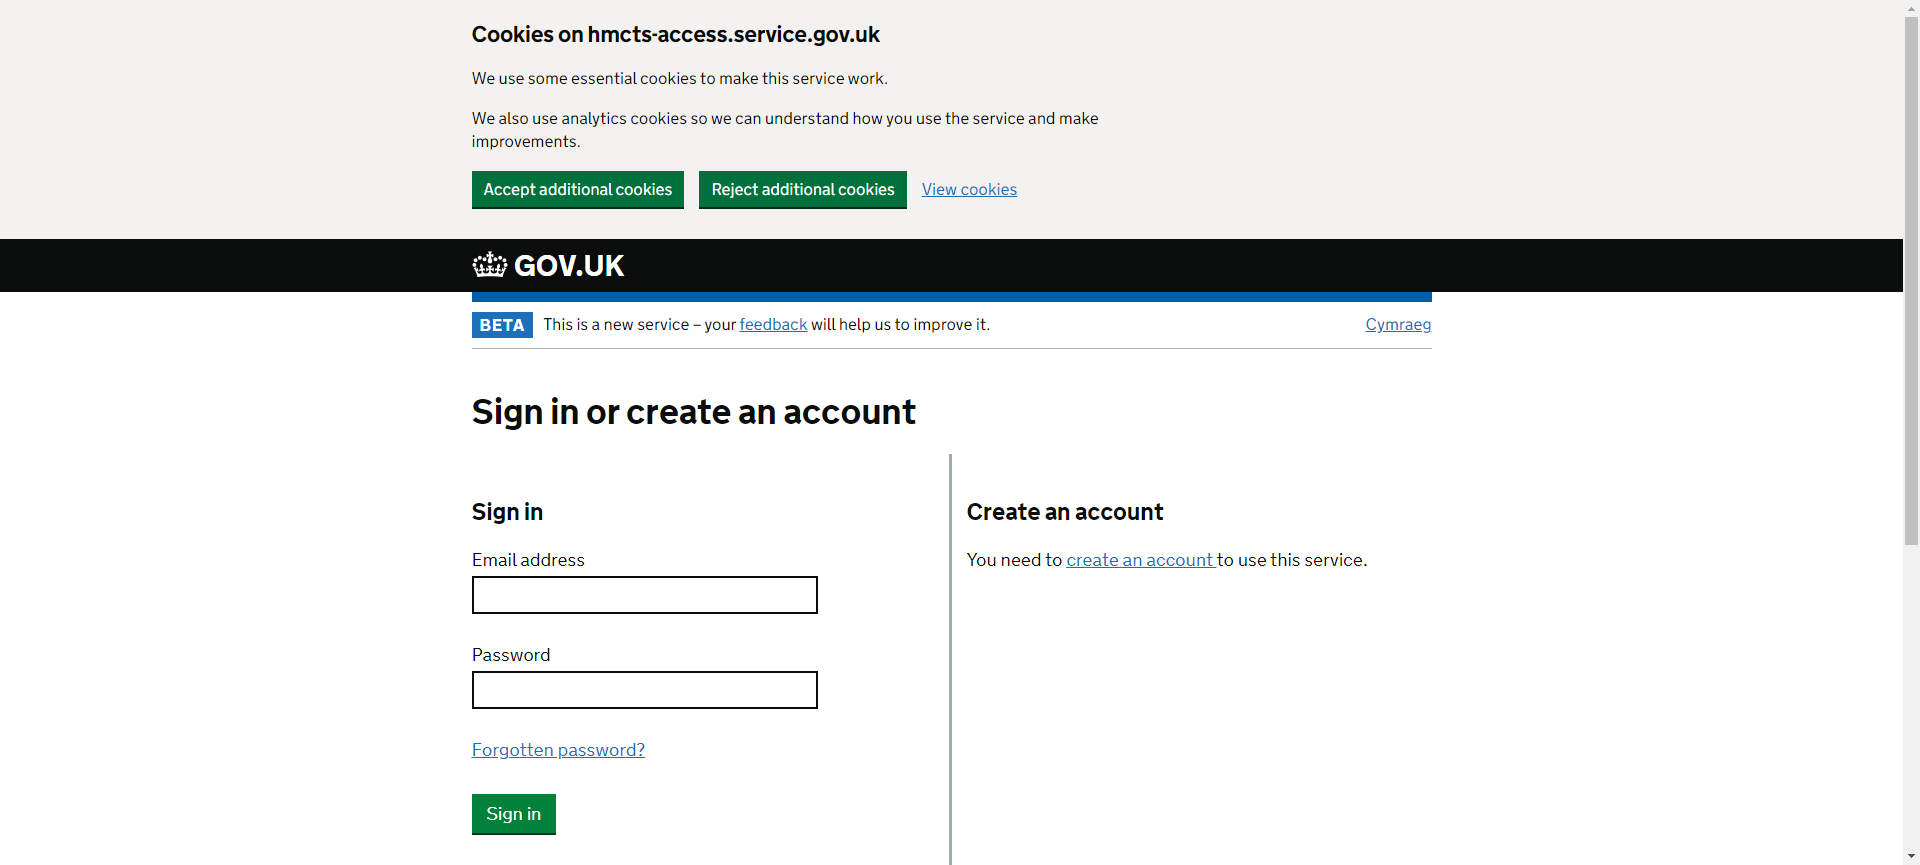 Cookies on hmcts-access.service.gov.uk
We use some essential cookies to make this service work.
We also use analytics cookies so we can understand how you use the service and make
improvements.
Accept additional cookies Reject additional cookies View cookies
GOV.UK
BETA This is a new service – your feedback will help us to improve it. Cymraeg
Sign in or create an account
Sign in
Email address
Password
Forgotten password?
Sign in
Create an account
You need to create an account to use this service.